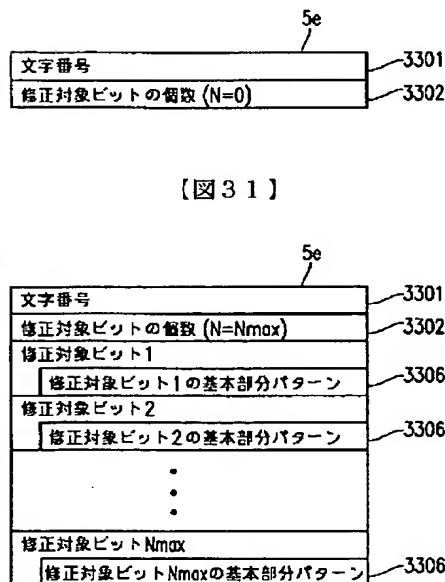 5e
文字番号 3301
修正対象ビットの個数 (N=0) 3302
【図３１】
5e
文字番号 3301
修正対象ビットの個数 (N=Nmax) 3302
修正対象ビット1
修正対象ビット1の基本部分パターン 3306
修正対象ビット2
修正対象ビット2の基本部分パターン 3306
修正対象ビットNmax
修正対象ビットNmaxの基本部分パターン 3306